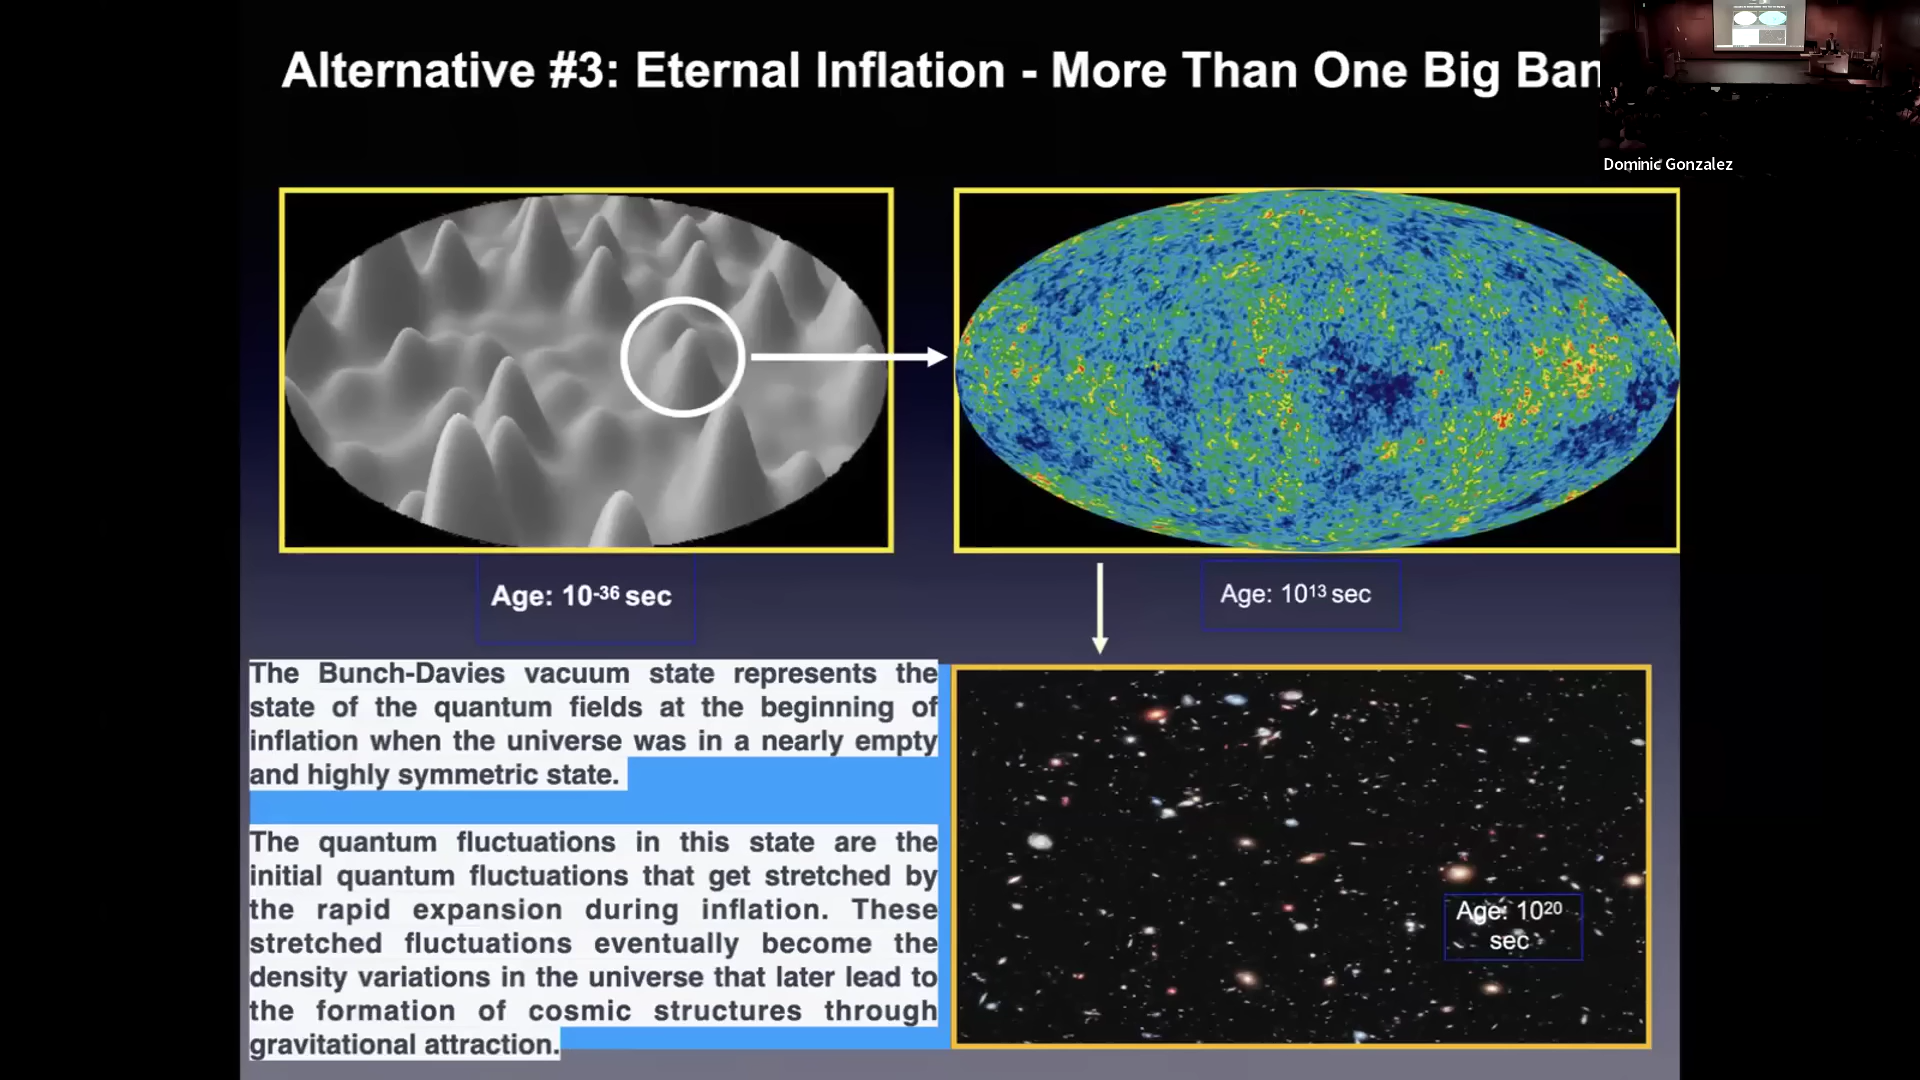 Alternative #3: Eternal Inflation - More Than One Big Ban
Dominic Gonzalez
Age: 10-36 sec
Age: 1013 sec
The Bunch-Davies vacuum state represents the
state of the quantum fields at the beginning of
inflation when the universe was in a nearly empty
and highly symmetric state.
The quantum fluctuations in this state are the
initial quantum fluctuations that get stretched by
the rapid expansion during inflation. These
stretched fluctuations eventually become the
density variations in the universe that later lead to
the formation of cosmic structures through
gravitational attraction.
Age: 1020
sec